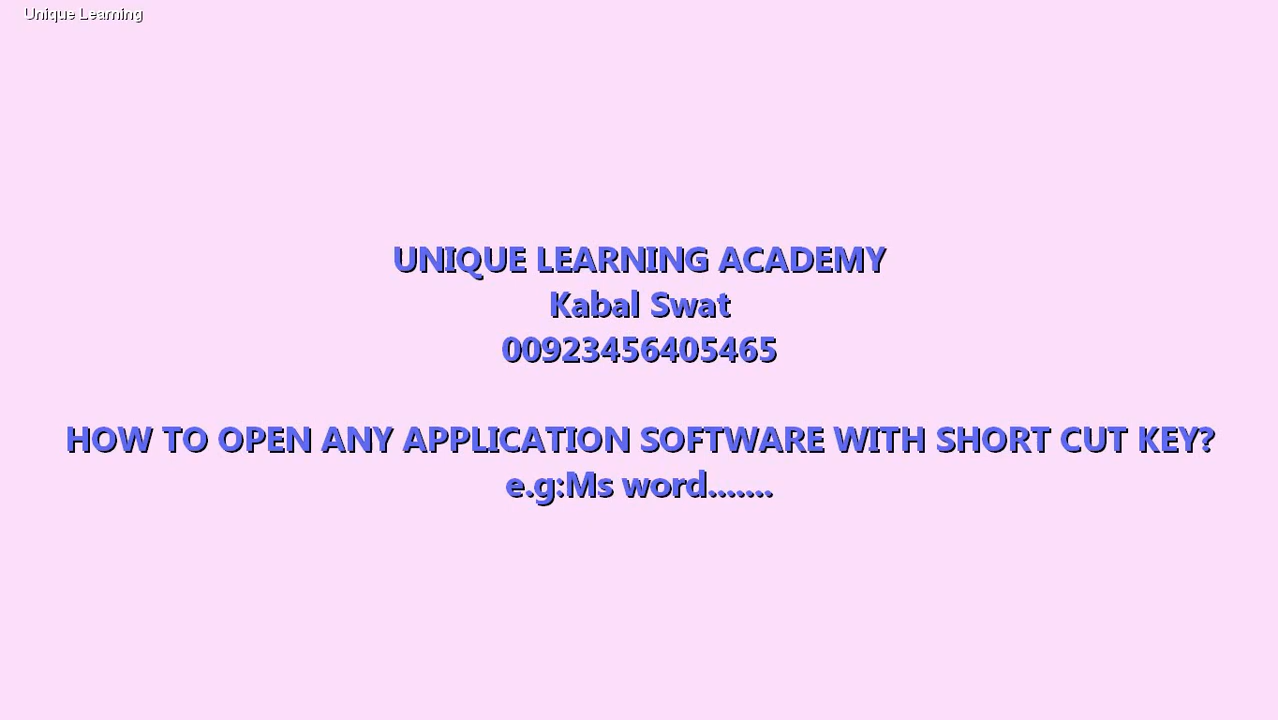 Unique Learning
UNIQUE LEARNING ACADEMY
Kabal Swat
00923456405465
HOW TO OPEN ANY APPLICATION SOFTWARE WITH SHORT CUT KEY?
e.g:Ms word.......